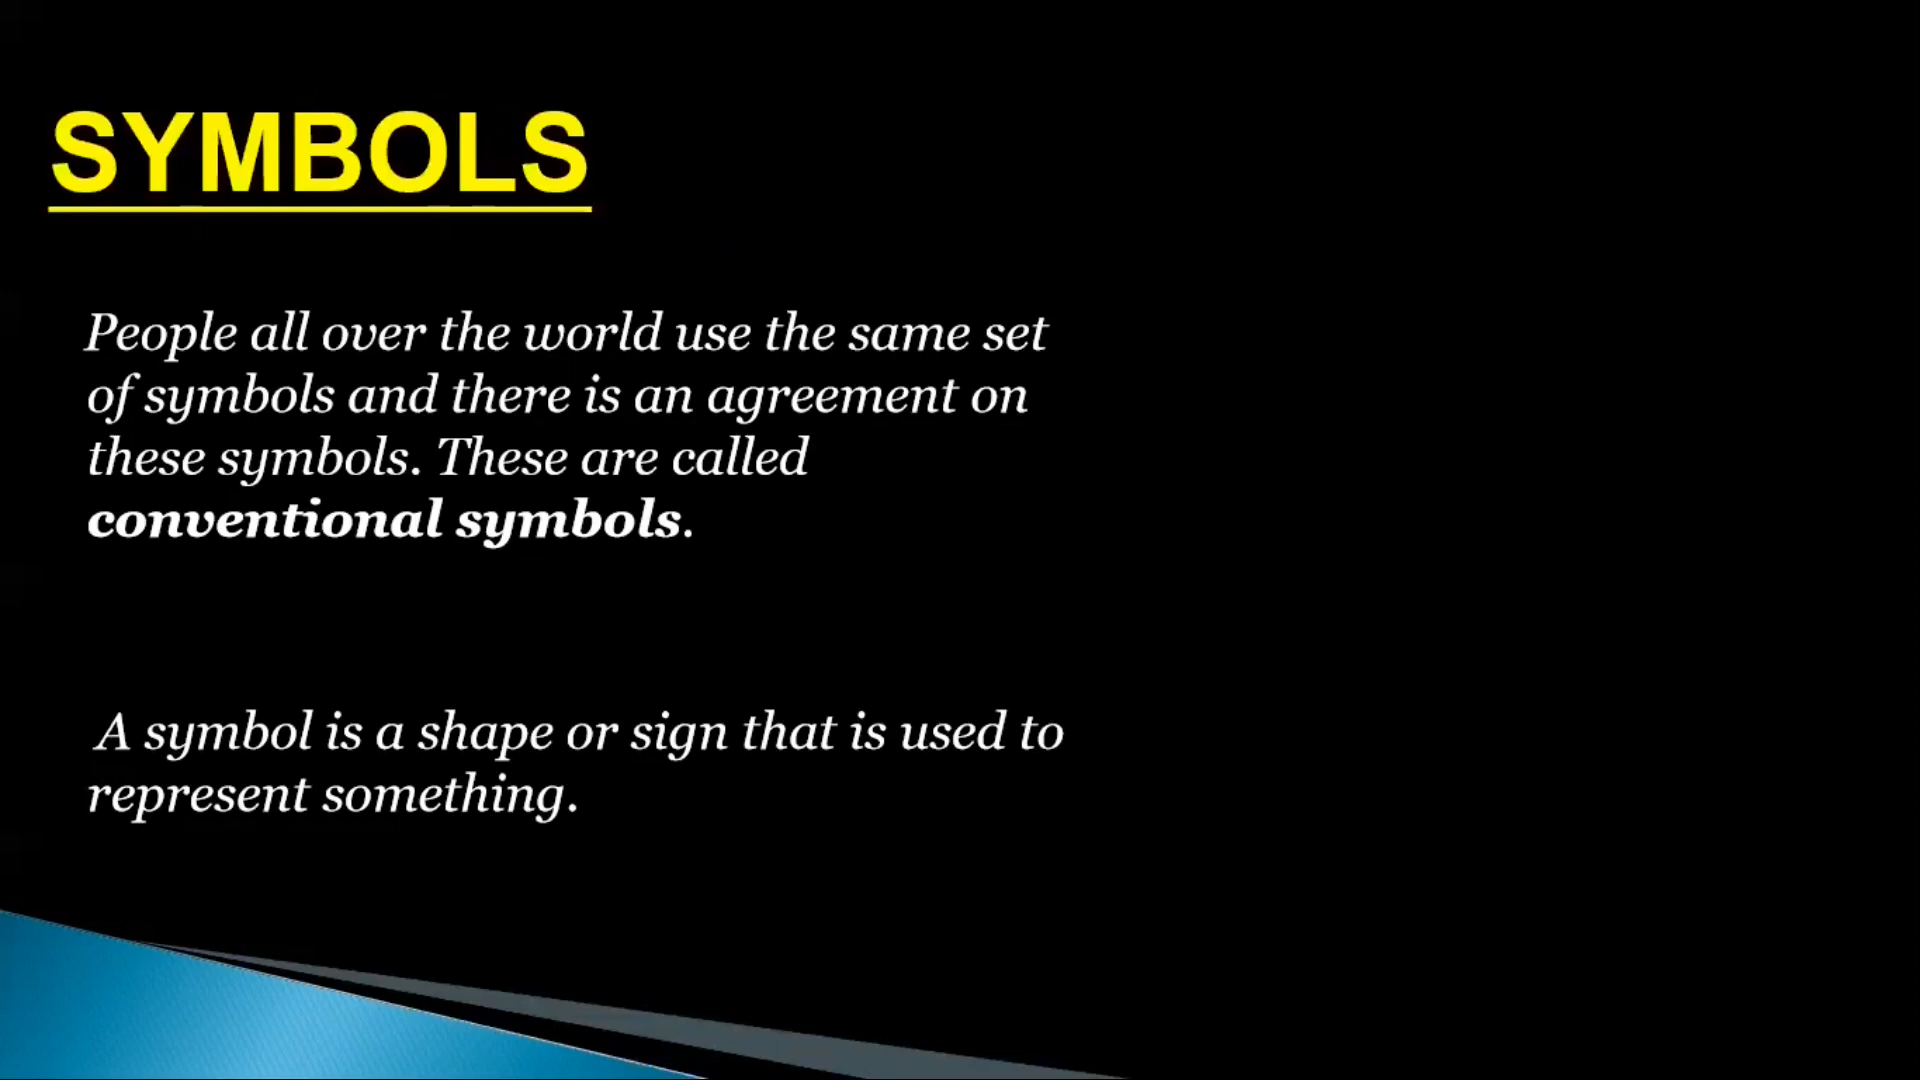 SYMBOLS
People all over the world use the same set
of symbols and there is an agreement on
these symbols. These are called
conventional symbols.
A symbol is a shape or sign that is used to
represent something.